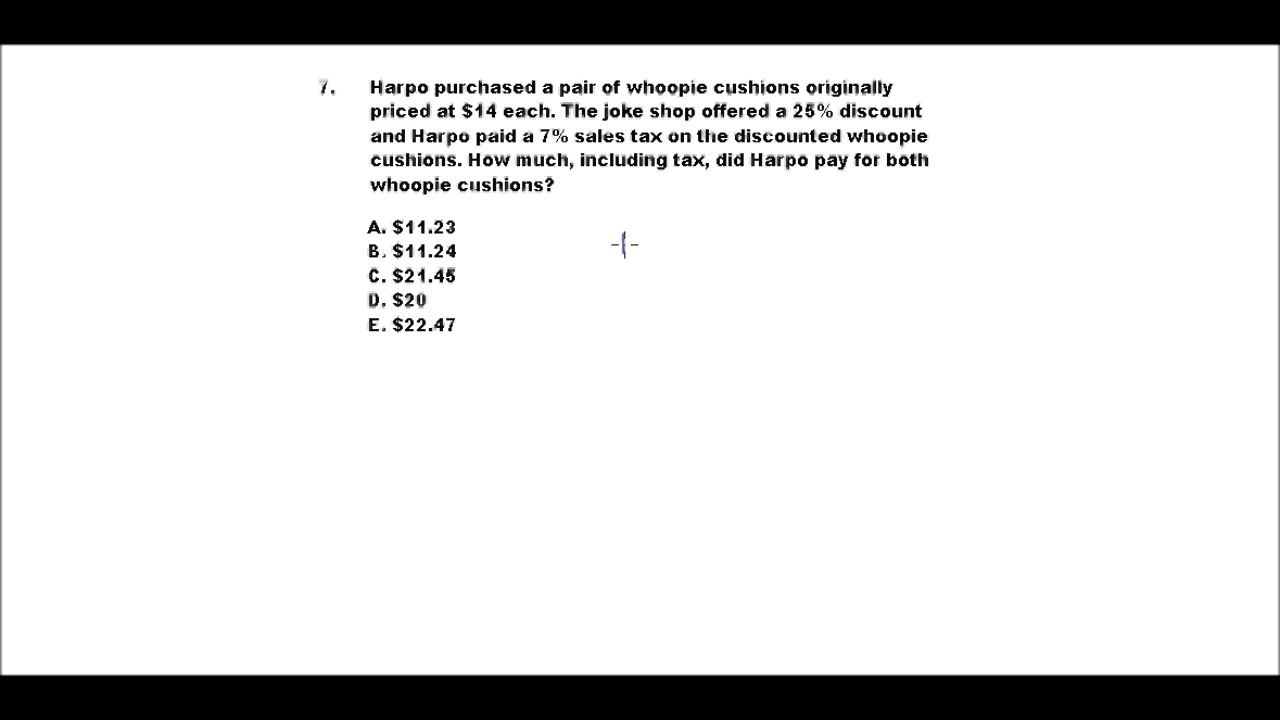 7. Harpo purchased a pair of whoopie cushions originally
priced at $14 each. The joke shop offered a 25% discount
and Harpo paid a 7% sales tax on the discounted whoopie
cushions. How much, including tax, did Harpo pay for both
whoopie cushions?
A. $11.23
B. $11.24
C. $21.45
D. $20
E. $22.47